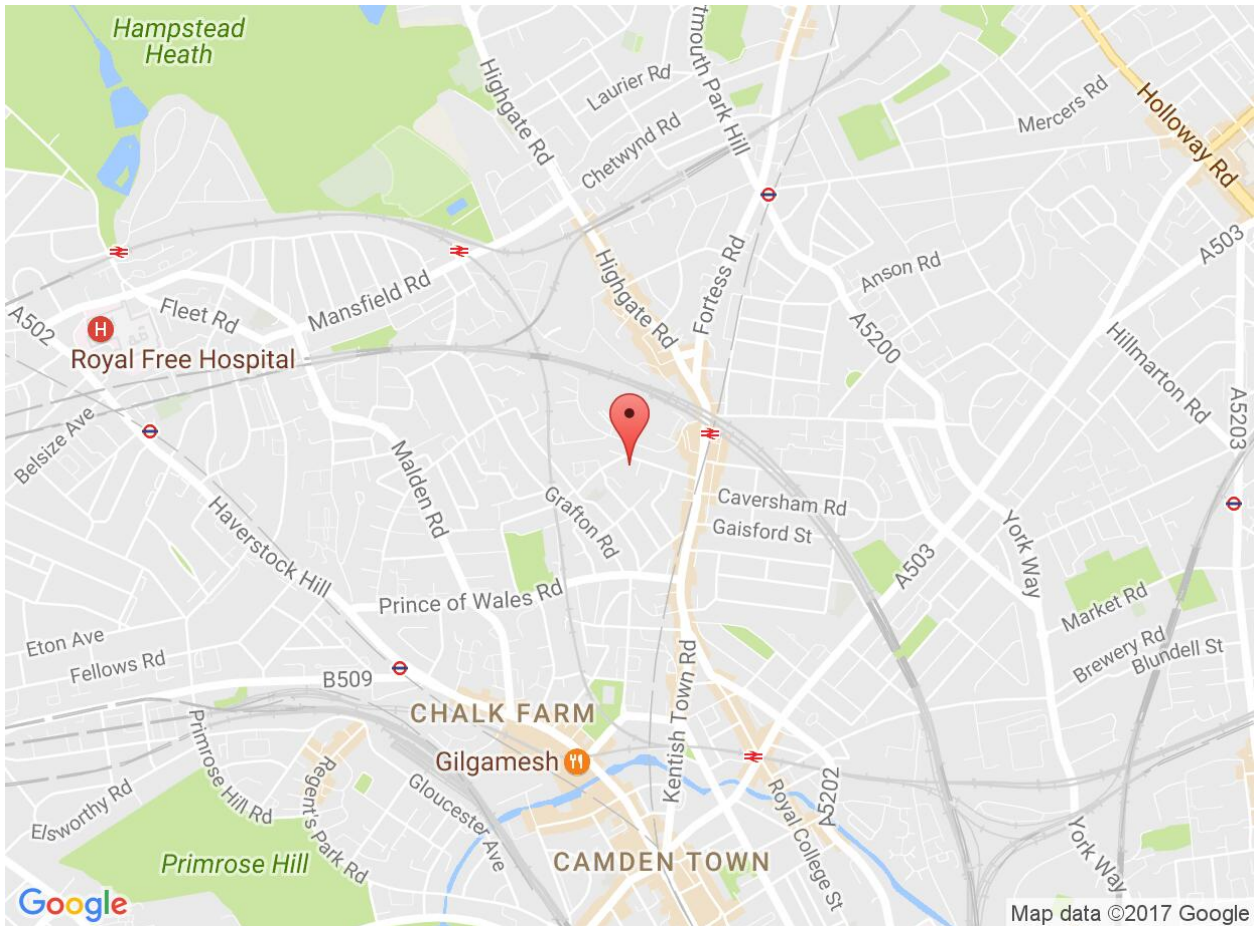 Hampstead
Heath
Highgate Rd
Laurier Rd
tmouth Park Hill
Chetwynd Rd
Mercers Rd
Holloway Rd
A503
Anson Rd
Fortess Rd
Highgate Rd
Mansfield Rd
Fleet Rd
A502
H
Royal Free Hospital
A5200
Hillmarton Rd
A5203
Belsize Ave
Malden Rd
Grafton Rd
Caversham Rd
Gaisford St
Haverstock Hill
A503
York Way
Prince of Wales Rd
Market Rd
Eton Ave
Fellows Rd
Brewery Rd
Blundell St
B509
Kentish Town Rd
CHALK FARM
Gilgamesh
Primrose Hill Rd
Regent's Park Rd
Gloucester Ave
Elsworthy Rd
Royal College St
A5202
York Way
Primrose Hill
CAMDEN TOWN
Google
Map data ©2017 Google